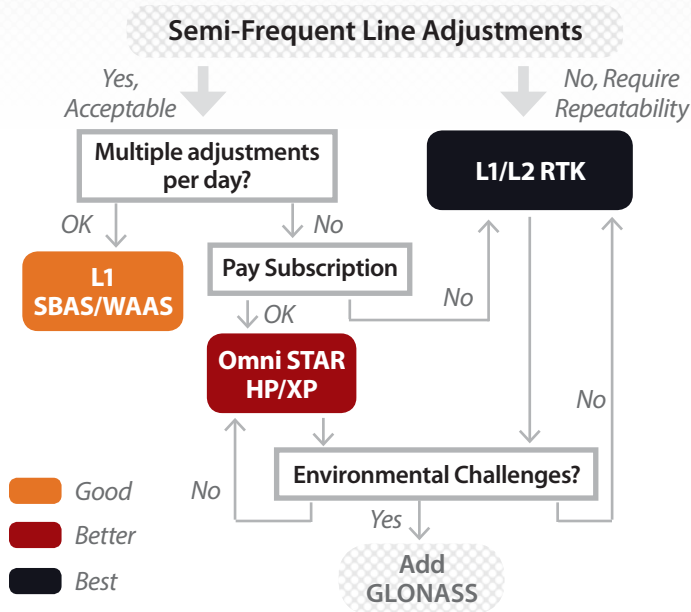 Semi-Frequent Line Adjustments
Yes,
Acceptable
No, Require
Repeatability
Multiple adjustments
per day?
L1/L2 RTK
OK
No
L1
SBAS/WAAS
Pay Subscription
No
OK
Omni STAR
HP/XP
No
Environmental Challenges?
Good
No
Yes
Better
Add
GLONASS
Best